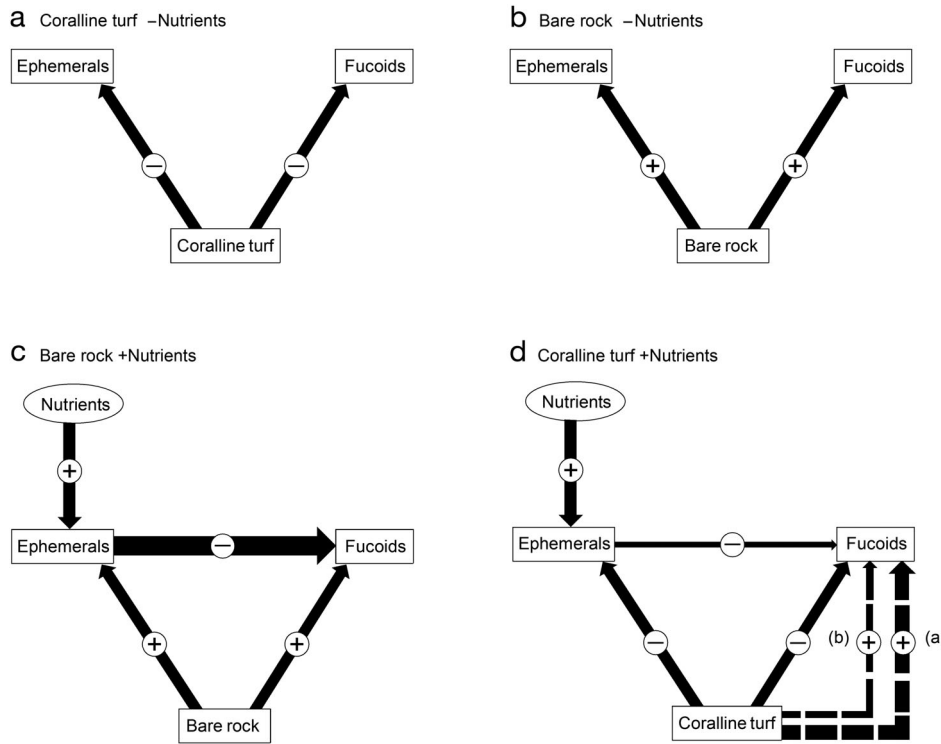 a Coralline turf –Nutrients
Ephemerals
Fucoids
–
–
Coralline turf
b Bare rock –Nutrients
Ephemerals
Fucoids
+
+
Bare rock
c Bare rock +Nutrients
Nutrients
+
Ephemerals
–
Fucoids
+
+
Bare rock
d Coralline turf +Nutrients
Nutrients
+
Ephemerals
–
Fucoids
–
–
(b)
+
+
(a
Coralline turf